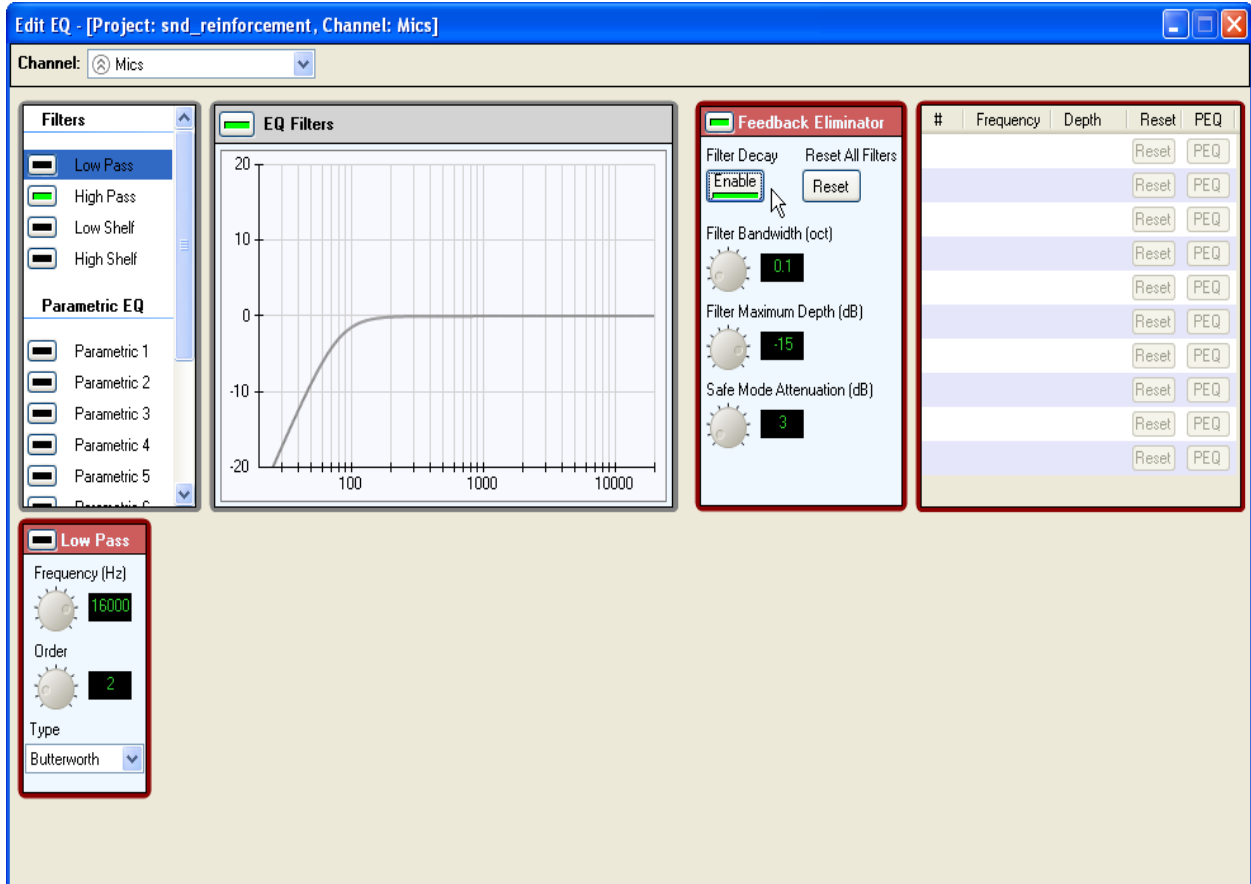 Edit EQ - [Project: snd_reinforcement, Channel: Mics]
Channel: Mics
Filters
Low Pass
High Pass
Low Shelf
High Shelf
Parametric EQ
Parametric 1
Parametric 2
Parametric 3
Parametric 4
Parametric 5
EQ Filters
20
10
0
-10
-20
100 1000 10000
Feedback Eliminator
Filter Decay Reset All Filters
Enable Reset
Filter Bandwidth (oct)
0.1
Filter Maximum Depth (dB)
-15
Safe Mode Attenuation (dB)
3
# Frequency Depth Reset PEQ
Reset PEQ
Reset PEQ
Reset PEQ
Reset PEQ
Reset PEQ
Reset PEQ
Reset PEQ
Reset PEQ
Reset PEQ
Reset PEQ
Low Pass
Frequency (Hz)
16000
Order
2
Type
Butterworth